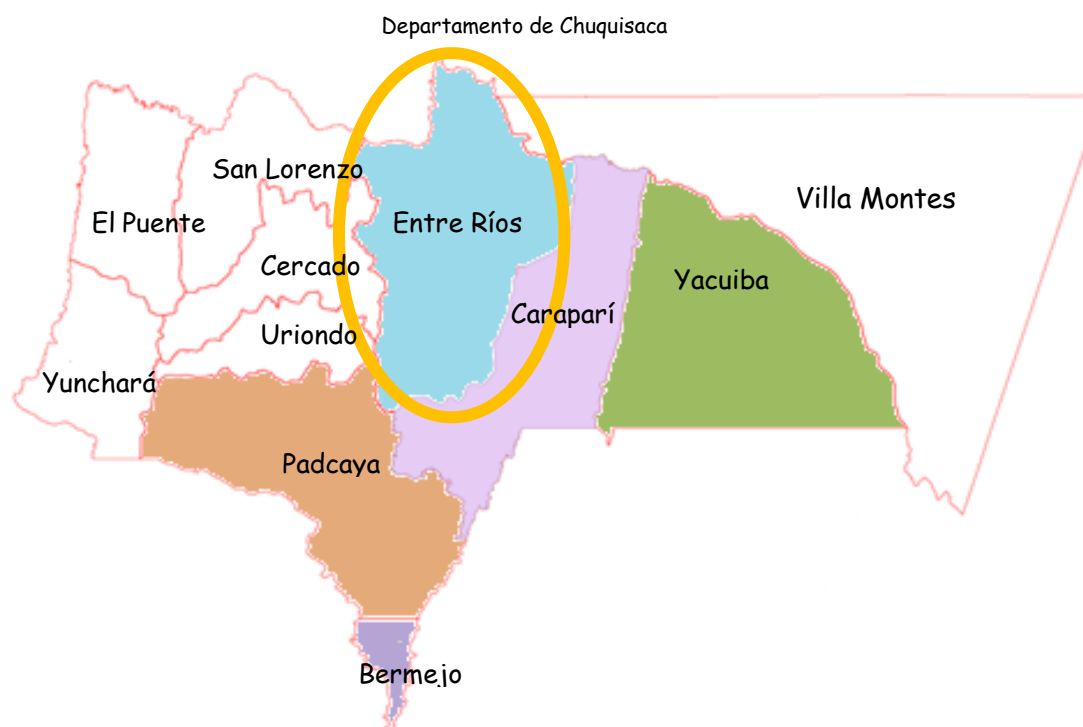 Departamento de Chuquisaca
San Lorenzo
Villa Montes
El Puente
Entre Ríos
Cercado
Yacuiba
Caraparí
Uriondo
Yunchará
Padcaya
Bermejo